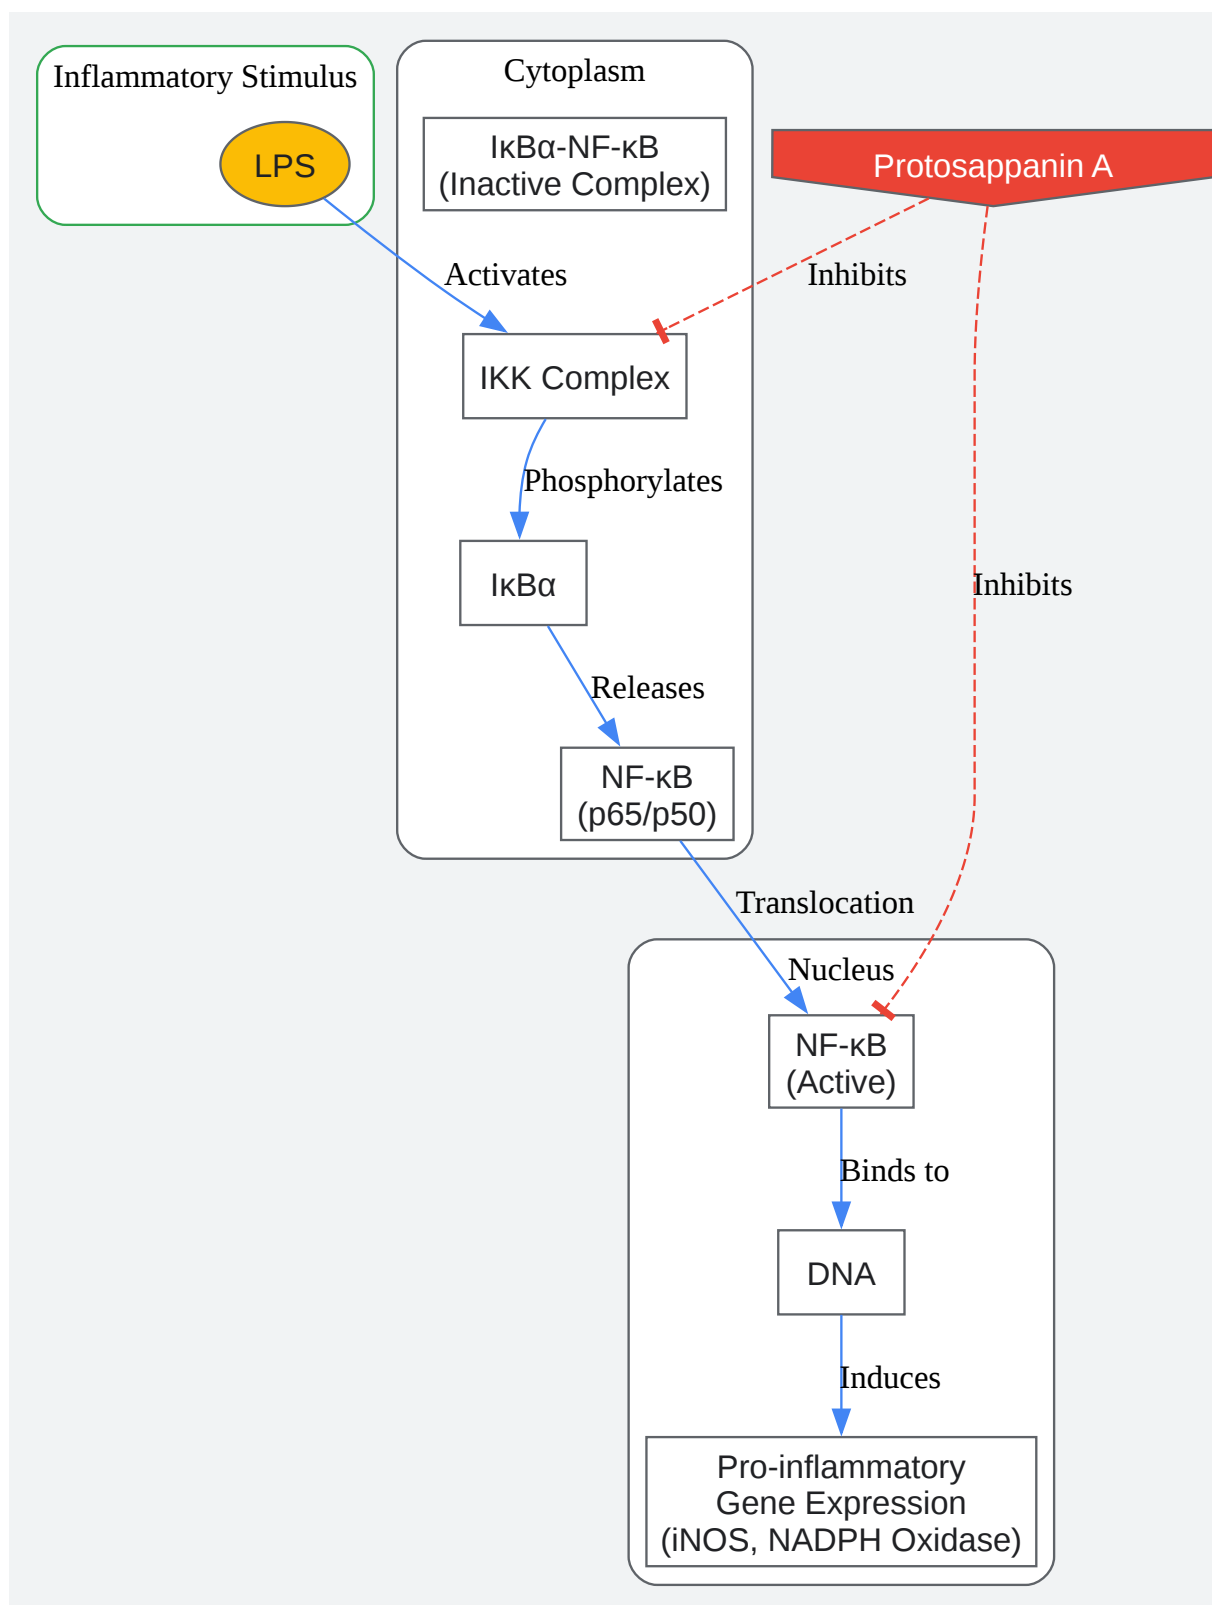 Inflammatory Stimulus
LPS
Cytoplasm
IκBα-NF-κB
(Inactive Complex)
Protosappanin A
Activates
Inhibits
IKK Complex
Phosphorylates
IκBα
Inhibits
Releases
NF-κB
(p65/p50)
Translocation
Nucleus
NF-κB
(Active)
Binds to
DNA
Induces
Pro-inflammatory
Gene Expression
(iNOS, NADPH Oxidase)